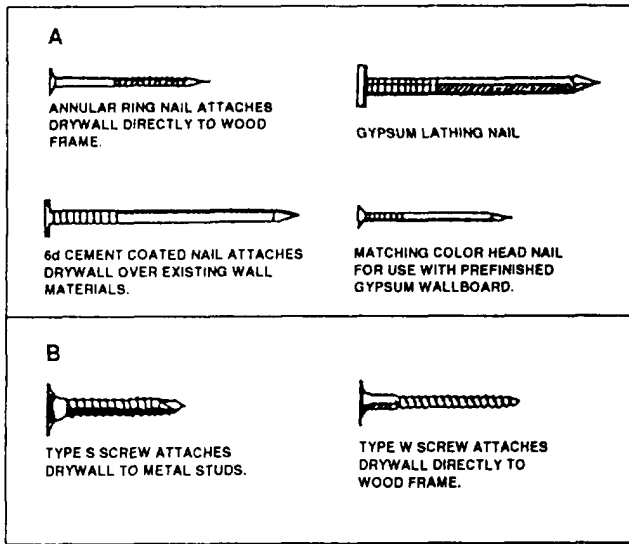 A
ANNULAR RING NAIL ATTACHES
DRYWALL DIRECTLY TO WOOD
FRAME.
GYPSUM LATHING NAIL
6d CEMENT COATED NAIL ATTACHES
DRYWALL OVER EXISTING WALL
MATERIALS.
MATCHING COLOR HEAD NAIL
FOR USE WITH PREFINISHED
GYPSUM WALLBOARD.
B
TYPE S SCREW ATTACHES
DRYWALL TO METAL STUDS.
TYPE W SCREW ATTACHES
DRYWALL DIRECTLY TO
WOOD FRAME.